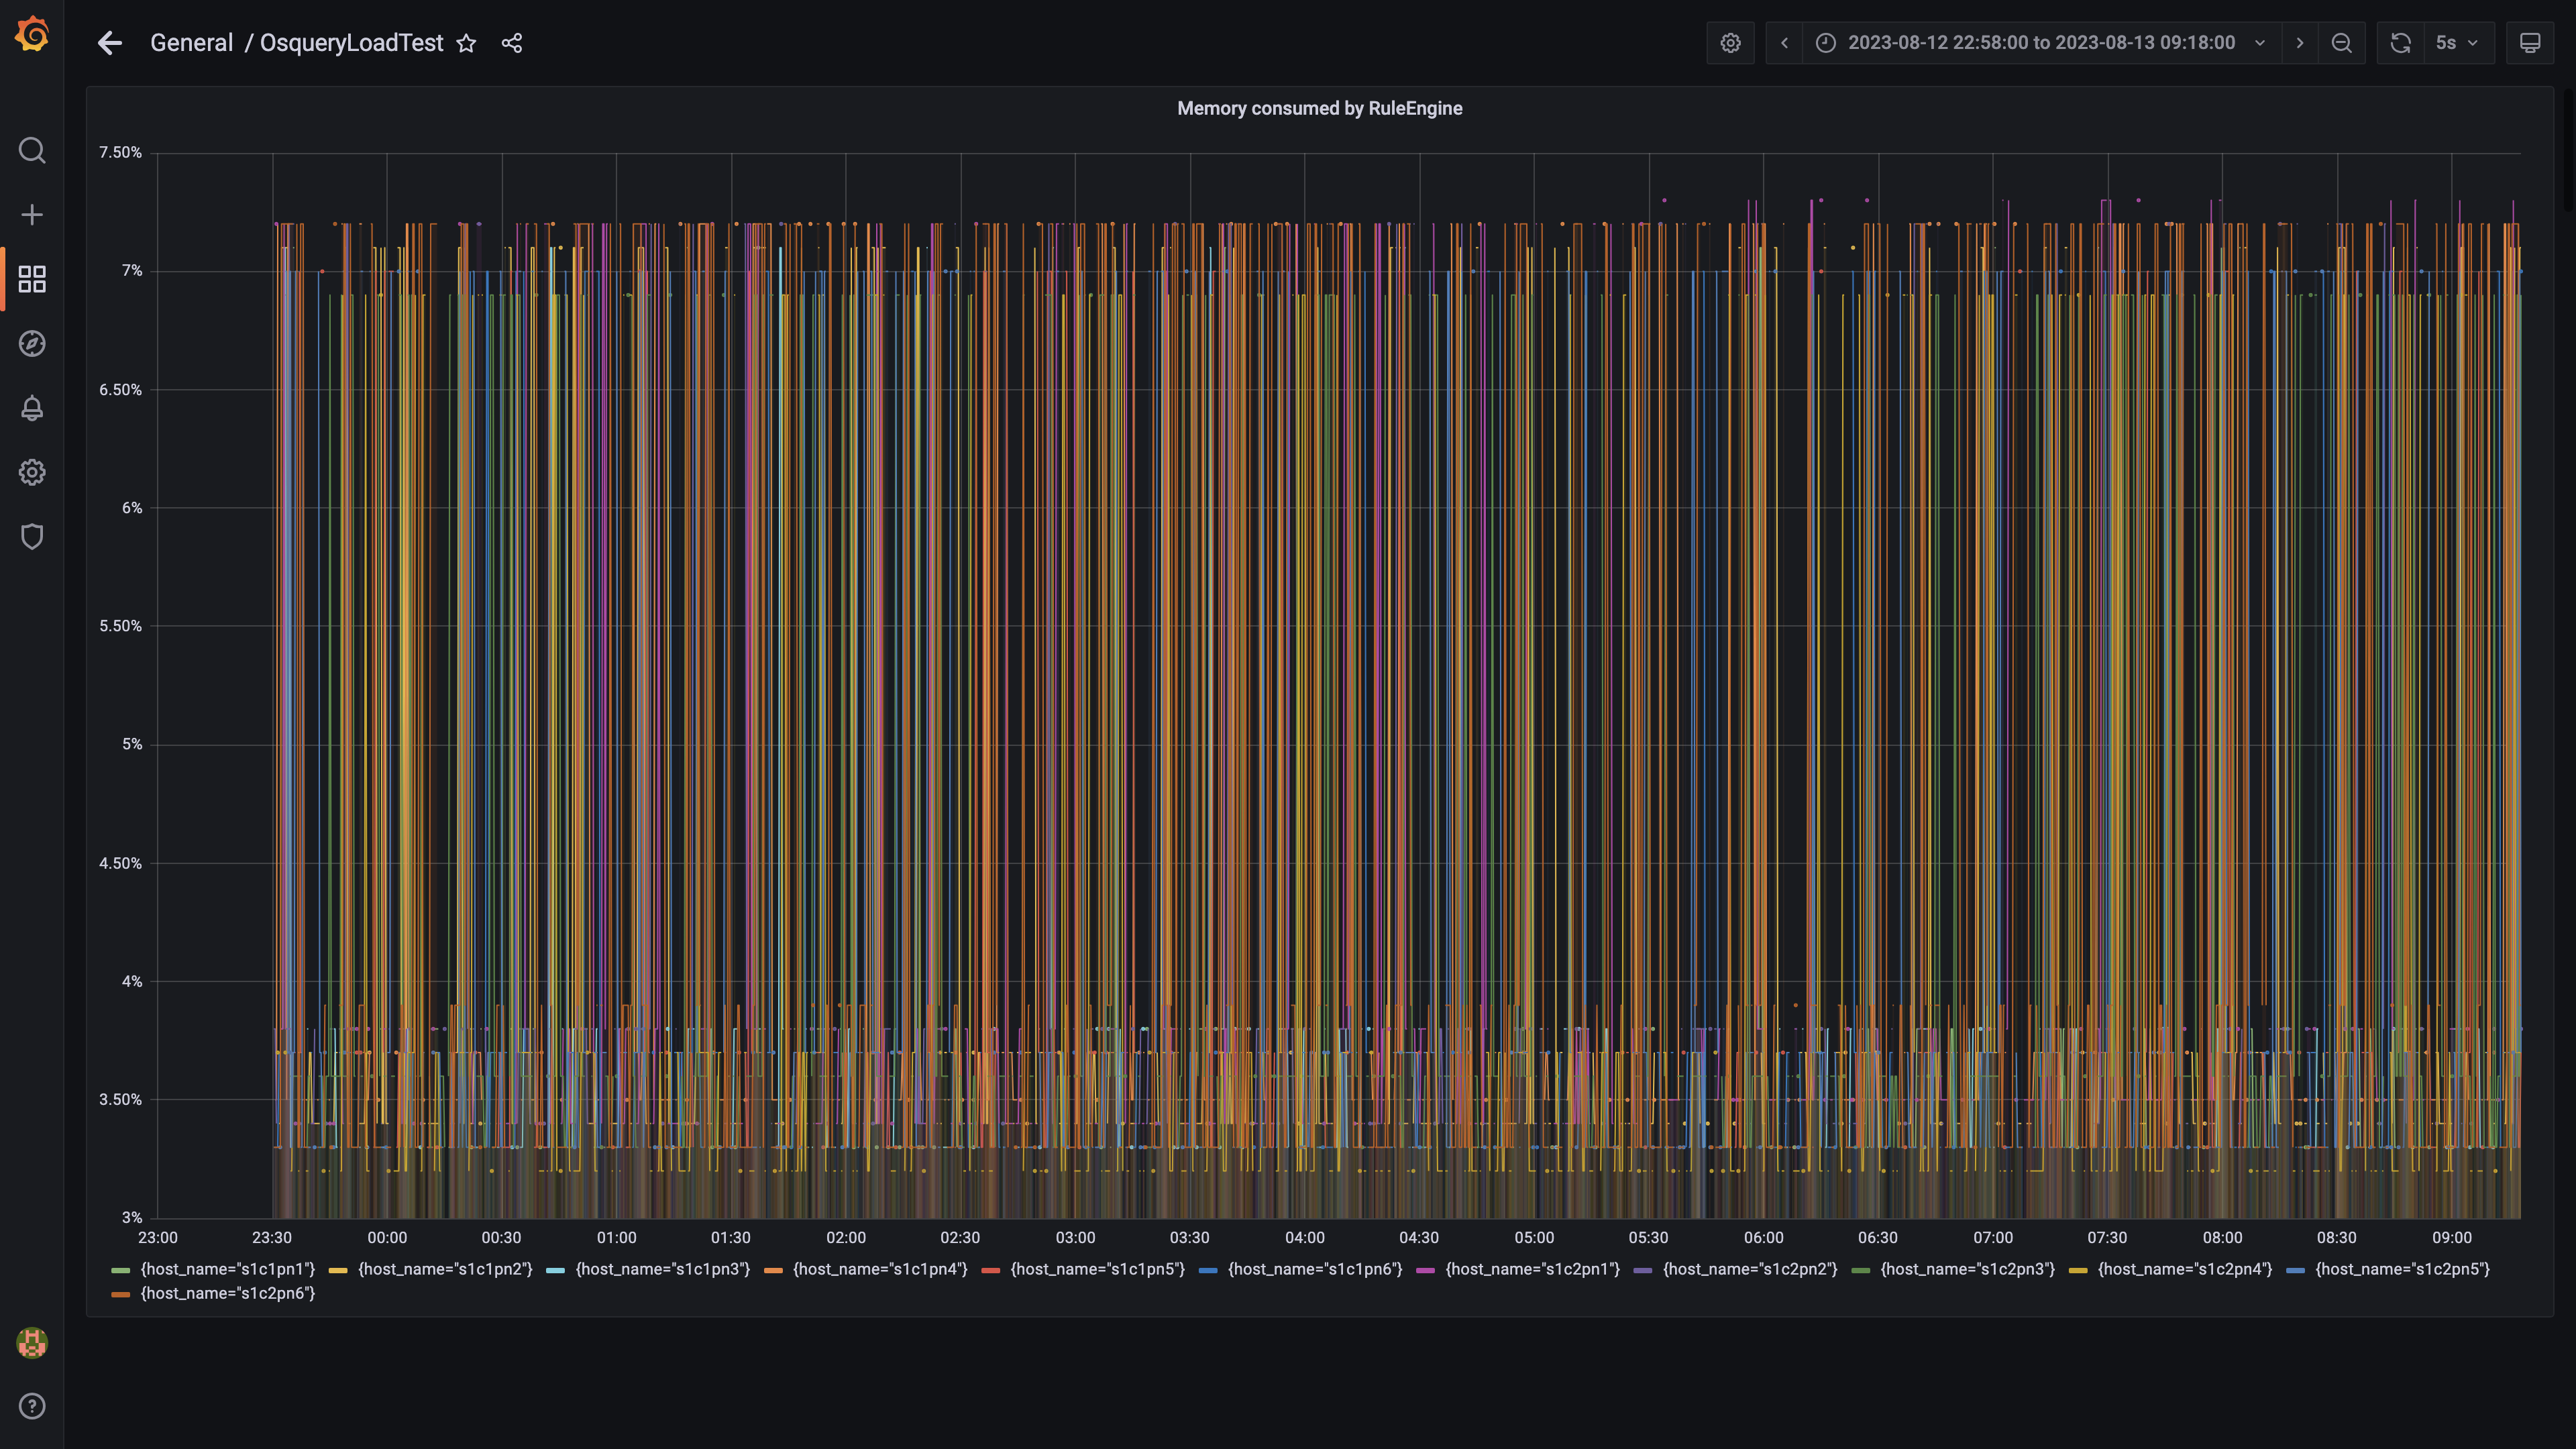 General / OsqueryLoadTest
2023-08-12 22:58:00 to 2023-08-13 09:18:00
5s
Memory consumed by RuleEngine
7.50%
7%
6.50%
6%
5.50%
5%
4.50%
4%
3.50%
3%
23:00 23:30 00:00 00:30 01:00 01:30 02:00 02:30 03:00 03:30 04:00 04:30 05:00 05:30 06:00 06:30 07:00 07:30 08:00 08:30 09:00
{host_name="s1c1pn1"} {host_name="s1c1pn2"} {host_name="s1c1pn3"} {host_name="s1c1pn4"} {host_name="s1c1pn5"} {host_name="s1c1pn6"} {host_name="s1c2pn1"} {host_name="s1c2pn2"} {host_name="s1c2pn3"} {host_name="s1c2pn4"} {host_name="s1c2pn5"}
{host_name="s1c2pn6"}